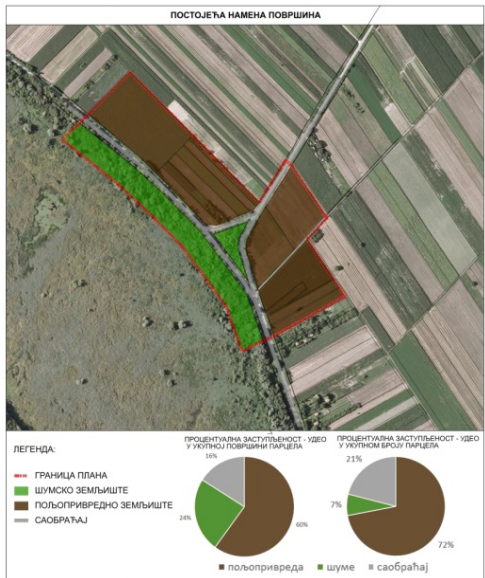 ПОСТОЈЕЋА НАМЕНА ПОВРШИНА
ЛЕГЕНДА:
ГРАНИЦА ПЛАНА
ШУМСКО ЗЕМЉИШТЕ
ПОЉОПРИВРЕДНО ЗЕМЉИШТЕ
САОБРАЋАЈ
ПРОЦЕНТУАЛНА ЗАСТУПЉЕНОСТ - УДЕО
У УКУПНОЈ ПОВРШИНИ ПАРЦЕЛА
16%
24%
60%
ПРОЦЕНТУАЛНА ЗАСТУПЉЕНОСТ - УДЕО
У УКУПНОМ БРОЈУ ПАРЦЕЛА
21%
7%
72%
пољопривреда шуме саобраћај